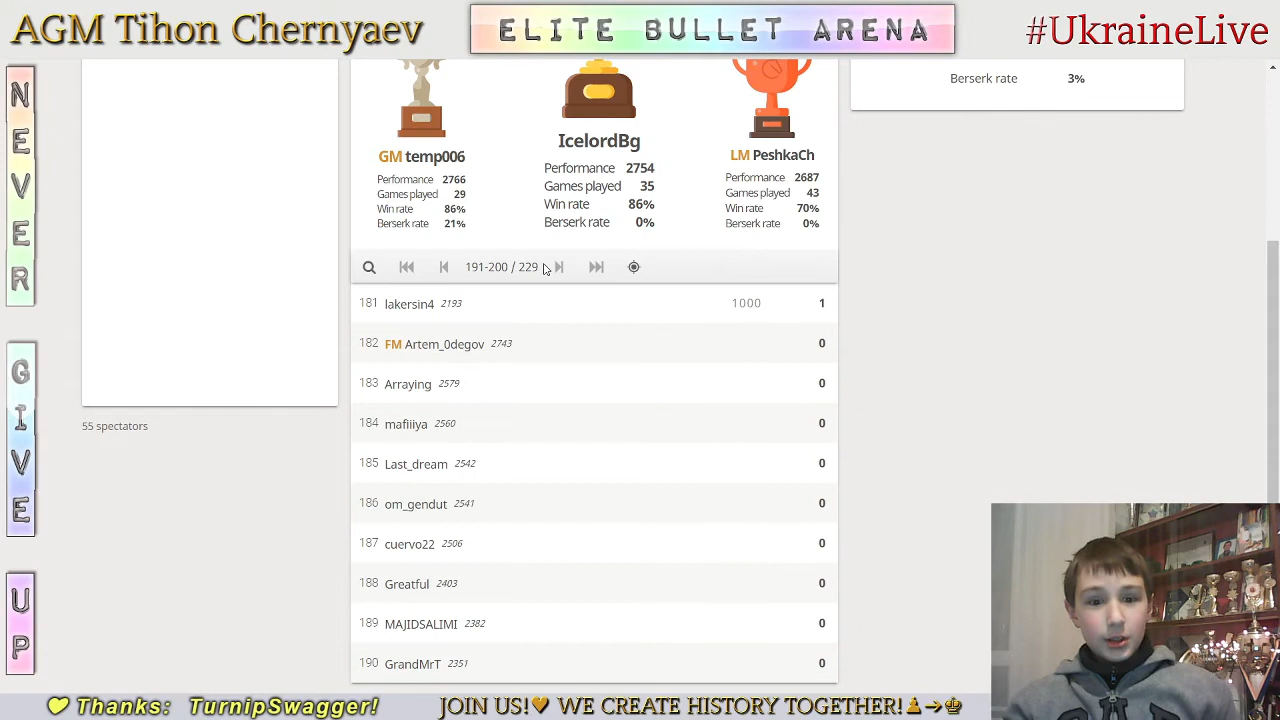 AGM Tihon Chernyaev
ELITE BULLET ARENA
#UkraineLive
NEVER
GIVE
UP
GM temp006
Performance 2766
Games played 29
Win rate 86%
Berserk rate 21%
IcelordBg
Performance 2754
Games played 35
Win rate 86%
Berserk rate 0%
LM PeshkaCh
Performance 2687
Games played 43
Win rate 70%
Berserk rate 0%
Berserk rate 3%
191-200 / 229
181 lakersin4 2193 1000 1
182 FM Artem_0degov 2743 0
183 Arraying 2579 0
184 mafiiiya 2560 0
185 Last_dream 2542 0
186 om_gendut 2541 0
187 cuervo22 2506 0
188 Greatful 2403 0
189 MAJIDSALIMI 2382 0
190 GrandMrT 2351 0
55 spectators
Thanks: TurnipSwagger!
JOIN US! WE CREATE HISTORY TOGETHER!